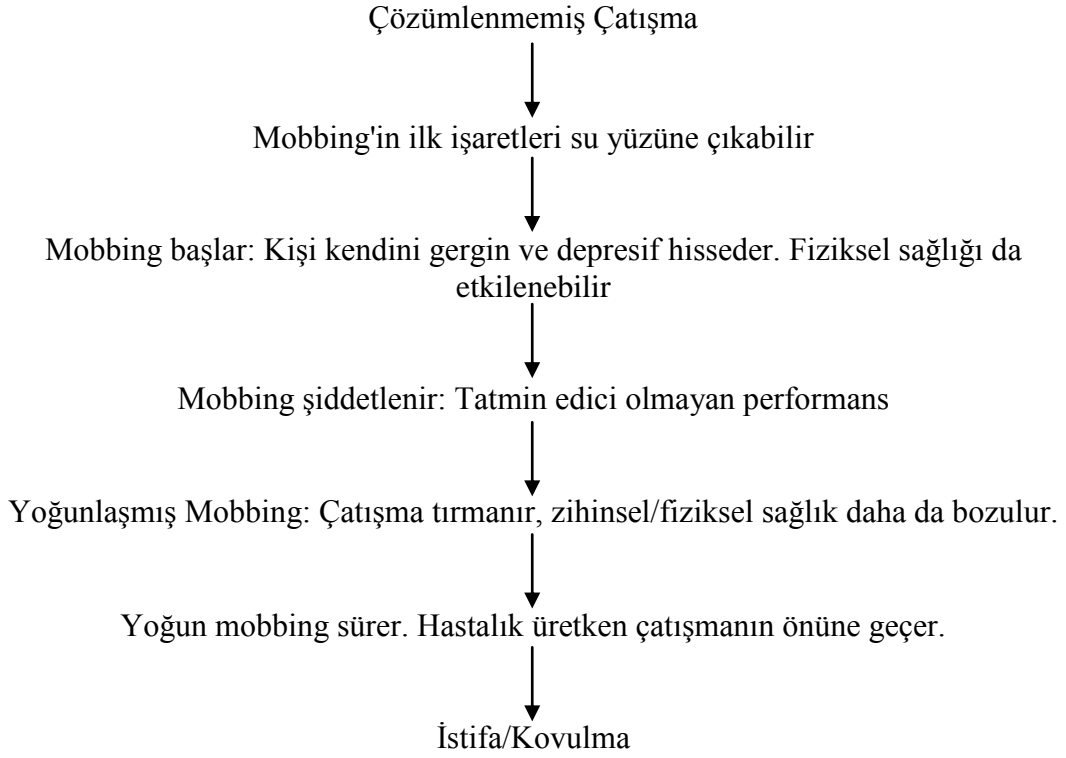 Çözümlenmemiş Çatışma
Mobbing'in ilk işaretleri su yüzüne çıkabilir
Mobbing başlar: Kişi kendini gergin ve depresif hisseder. Fiziksel sağlığı da
etkilenebilir
Mobbing şiddetlenir: Tatmin edici olmayan performans
Yoğunlaşmış Mobbing: Çatışma tırmanır, zihinsel/fiziksel sağlık daha da bozulur.
Yoğun mobbing sürer. Hastalık üretken çatışmanın önüne geçer.
İstifa/Kovulma